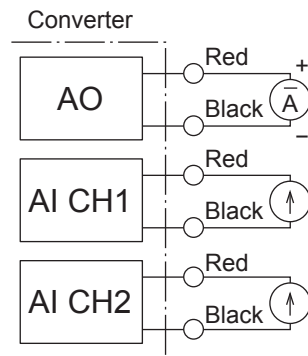 Converter
Red
+
AO
A
Black
−
Red
AI CH1
Black
Red
AI CH2
Black